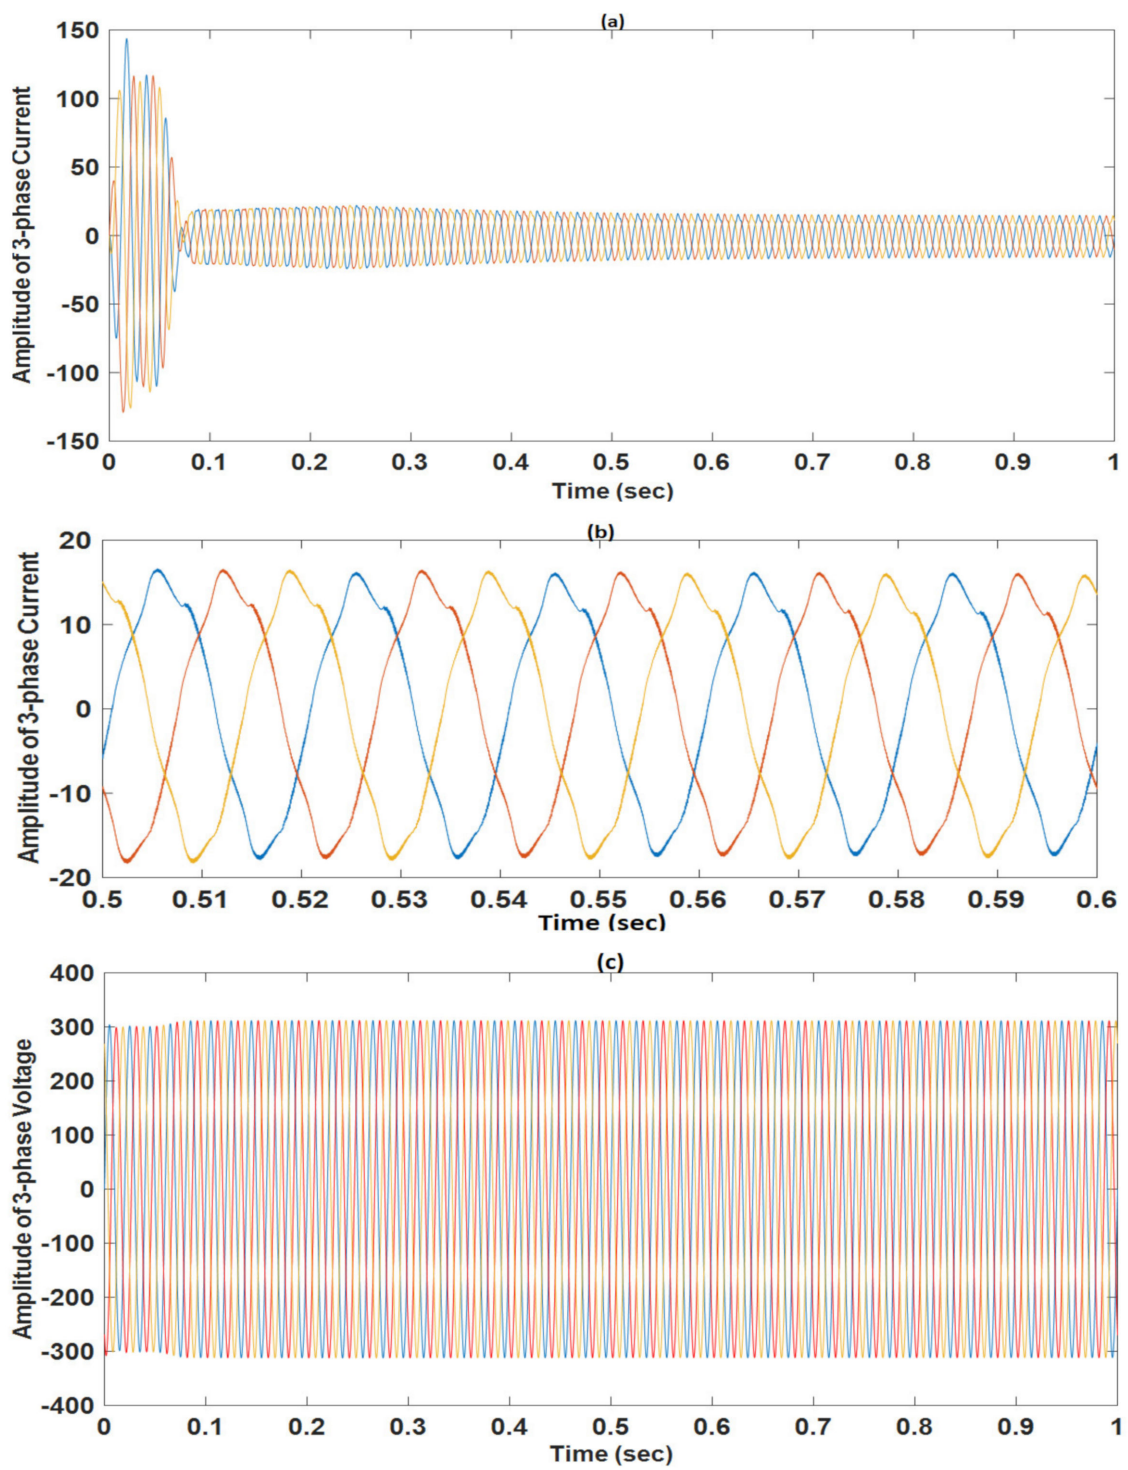 (a)
Amplitude of 3-phase Current
150
100
50
0
-50
-100
-150
0 0.1 0.2 0.3 0.4 0.5 0.6 0.7 0.8 0.9 1
Time (sec)
(b)
Amplitude of 3-phase Current
20
10
0
-10
-20
0.5 0.51 0.52 0.53 0.54 0.55 0.56 0.57 0.58 0.59 0.6
Time (sec)
(c)
Amplitude of 3-phase Voltage
400
300
200
100
0
-100
-200
-300
-400
0 0.1 0.2 0.3 0.4 0.5 0.6 0.7 0.8 0.9 1
Time (sec)